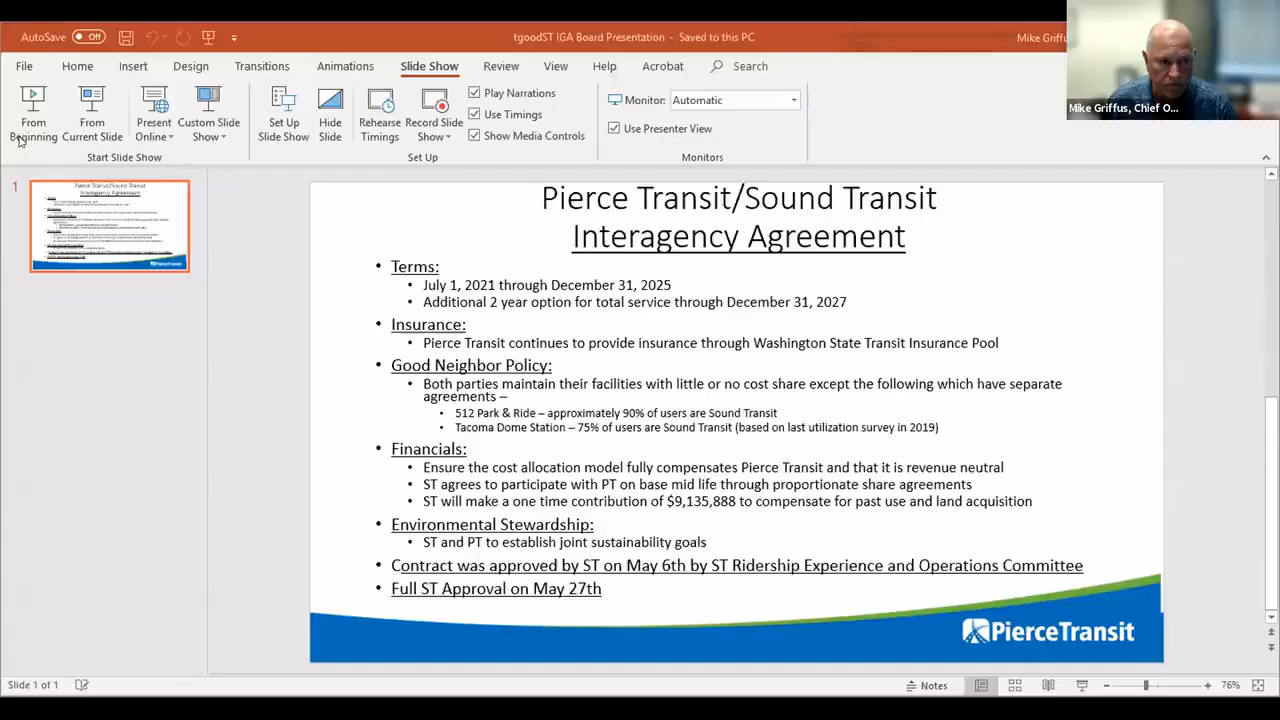 AutoSave Off
tgoodST IGA Board Presentation - Saved to this PC
Mike Griffu
File Home Insert Design Transitions Animations Slide Show Review View Help Acrobat Search
From Beginning
From Current Slide
Present Online
Custom Slide Show
Start Slide Show
Set Up Slide Show
Hide Slide
Rehearse Timings
Record Slide Show
Play Narrations
Use Timings
Show Media Controls
Set Up
Monitor: Automatic
Use Presenter View
Monitors
Mike Griffus, Chief O...
1
Pierce Transit/Sound Transit
Interagency Agreement
• Terms:
• July 1, 2021 through December 31, 2025
• Additional 2 year option for total service through December 31, 2027
• Insurance:
• Pierce Transit continues to provide insurance through Washington State Transit Insurance Pool
• Good Neighbor Policy:
• Both parties maintain their facilities with little or no cost share except the following which have separate
agreements –
• 512 Park & Ride – approximately 90% of users are Sound Transit
• Tacoma Dome Station – 75% of users are Sound Transit (based on last utilization survey in 2019)
• Financials:
• Ensure the cost allocation model fully compensates Pierce Transit and that it is revenue neutral
• ST agrees to participate with PT on base mid life through proportionate share agreements
• ST will make a one time contribution of $9,135,888 to compensate for past use and land acquisition
• Environmental Stewardship:
• ST and PT to establish joint sustainability goals
• Contract was approved by ST on May 6th by ST Ridership Experience and Operations Committee
• Full ST Approval on May 27th
PierceTransit
Slide 1 of 1
Notes
76%